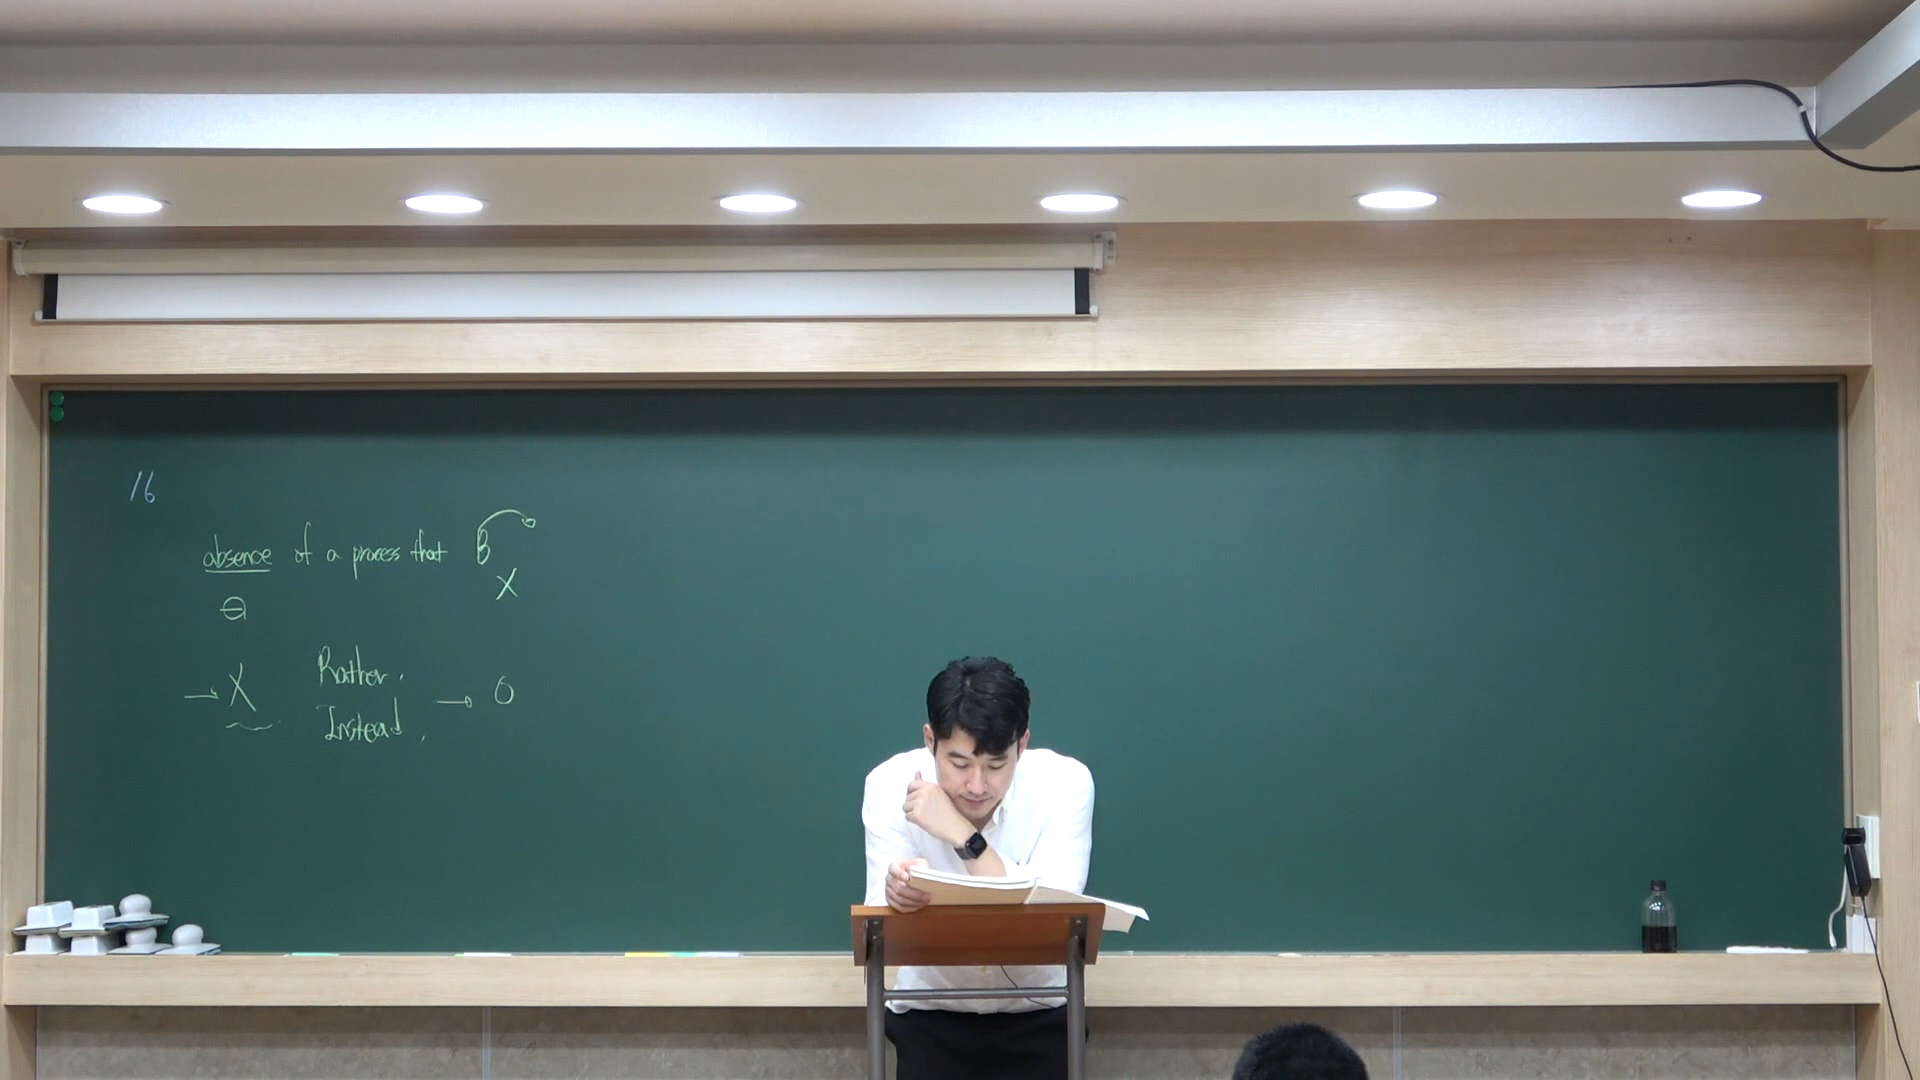 16
absence of a process that B
X
⊖
→ X Rather, → O
Instead,